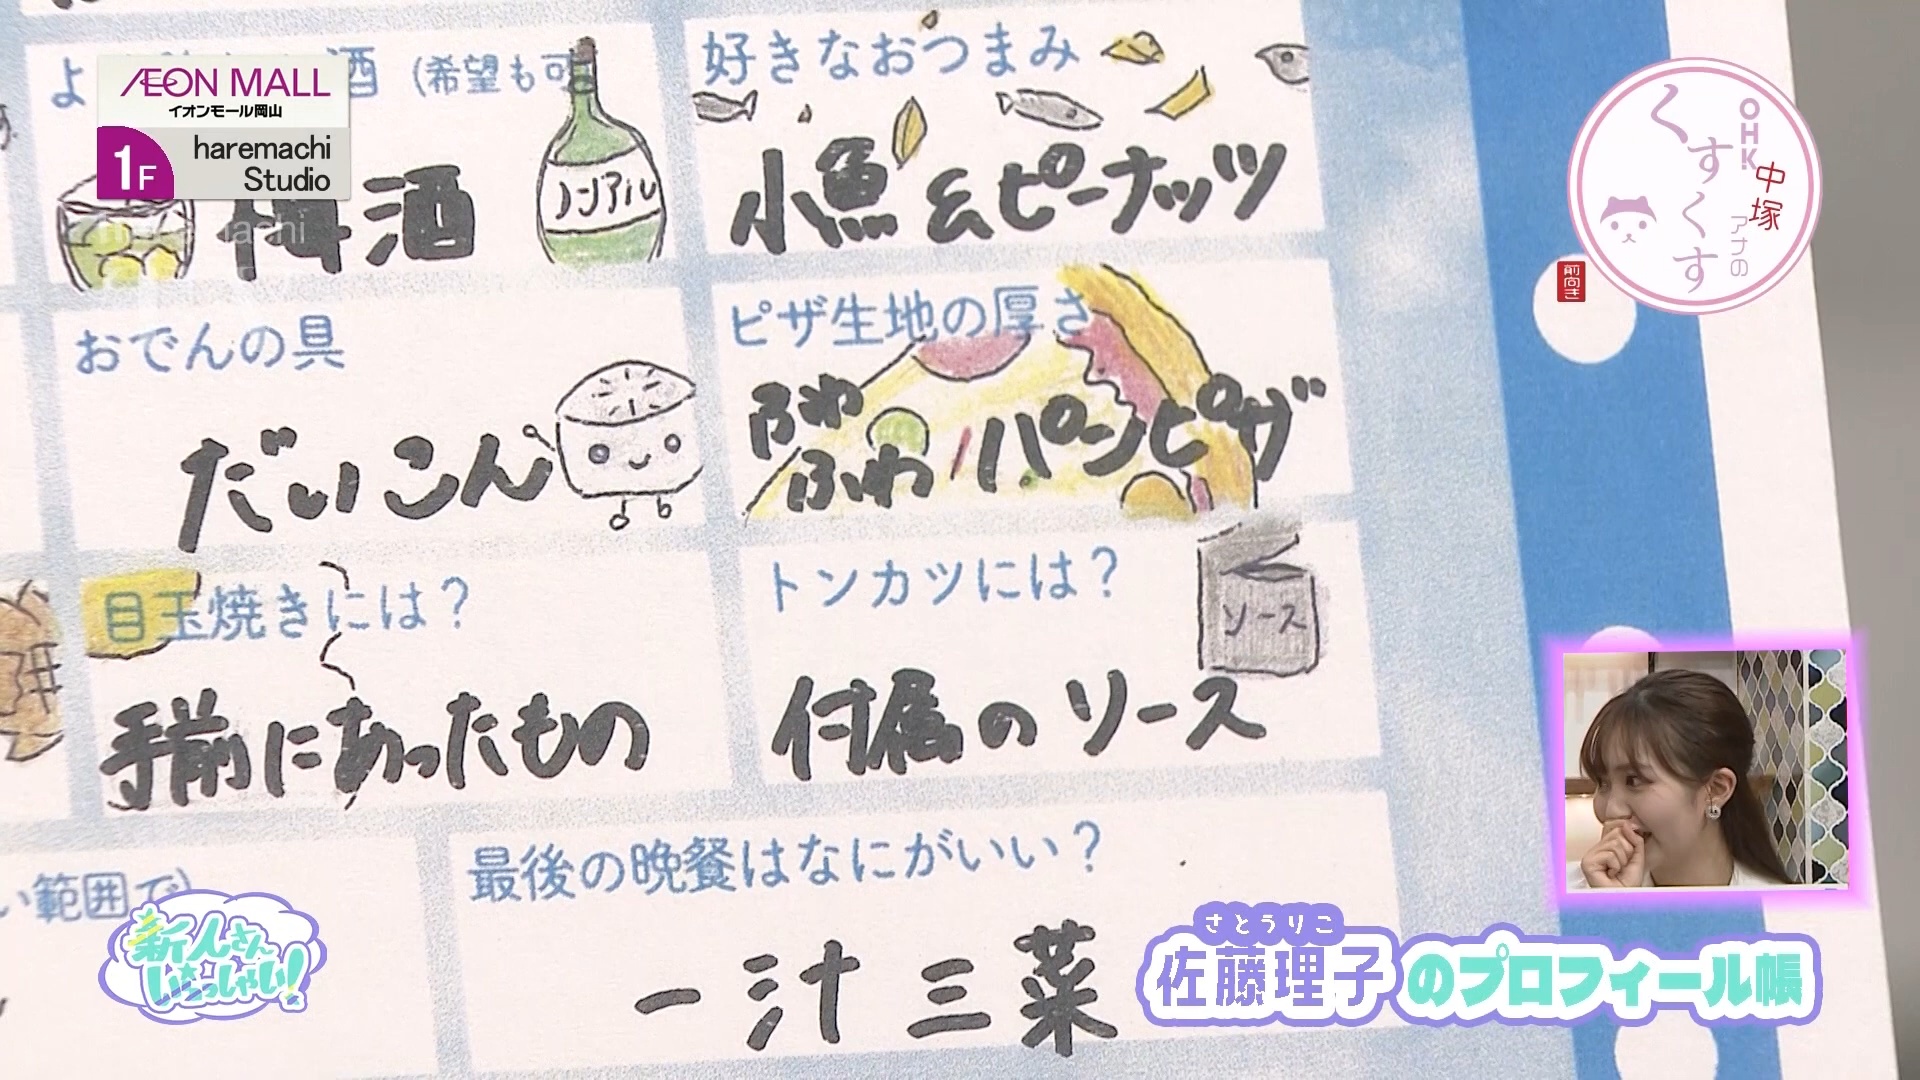 ÆON MALL
イオンモール岡山
1F
haremachi
Studio
よ
酒(希望も可
梅酒
ノンアル
好きなおつまみ
小魚&ピーナッツ
おでんの具
だいこん
ピザ生地の厚さ
ふわ
ふわ
パンピザ
目玉焼きには?
手前にあったもの
トンカツには?
ソース
付属のソース
い範囲で)
最後の晩餐はなにがいい?
一汁三菜
OHK
中塚
アナの
くすくす
前向き
新人さん
いらっしゃい!
さとうりこ
佐藤理子のプロフィール帳